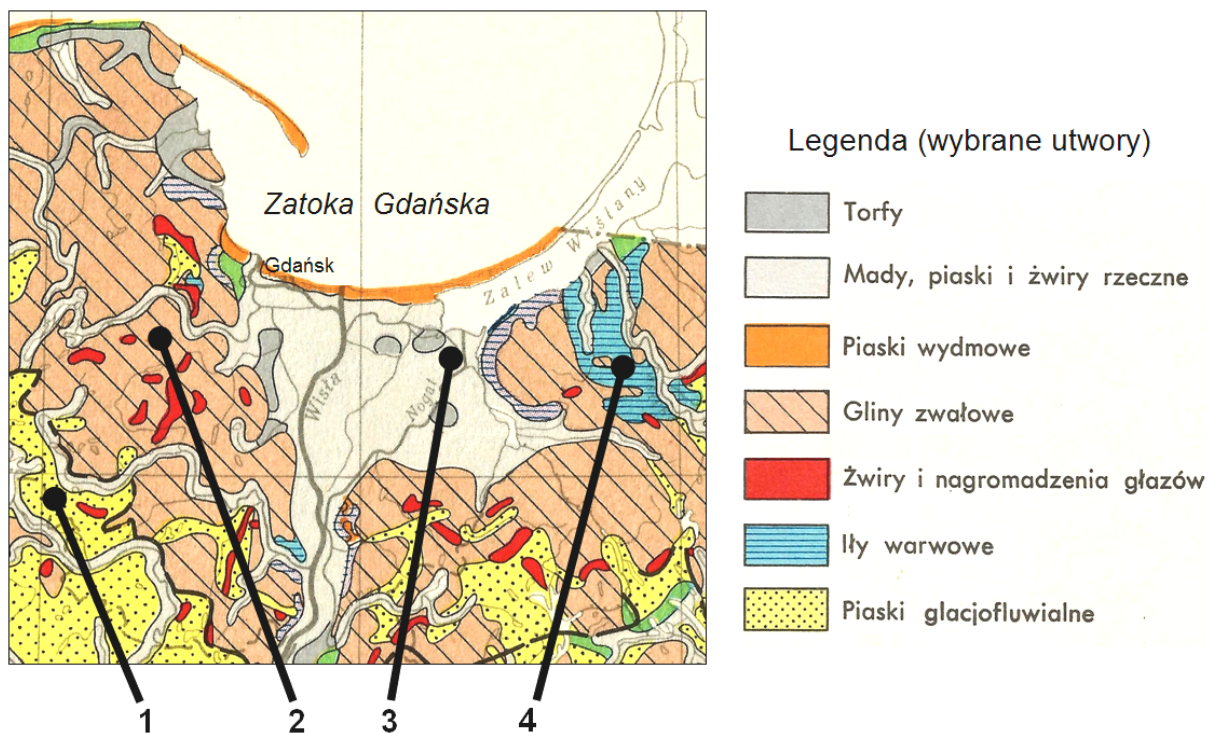 Zatoka Gdańska
Gdańsk
Zalew Wiślany
Wisła
Nogat
1
2
3
4
Legenda (wybrane utwory)
Torfy
Mady, piaski i żwiry rzeczne
Piaski wydmowe
Gliny zwałowe
Żwiry i nagromadzenia głazów
Iły warwowe
Piaski glacjofluwialne